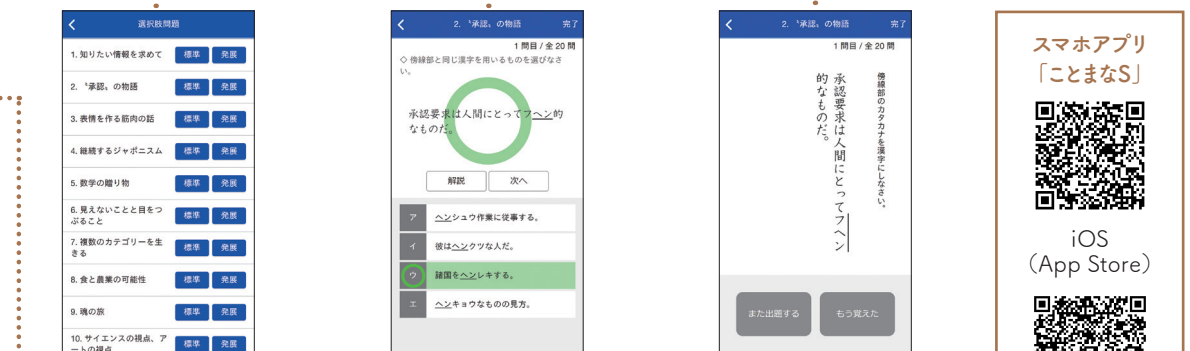 選択肢問題
1. 知りたい情報を求めて 標準 発展
2. 〝承認〟の物語 標準 発展
3. 表情を作る筋肉の話 標準 発展
4. 継続するジャポニスム 標準 発展
5. 数学の贈り物 標準 発展
6. 見えないことと目をつ
ぶること 標準 発展
7. 複数のカテゴリーを生
きる 標準 発展
8. 食と農業の可能性 標準 発展
9. 魂の旅 標準 発展
10. サイエンスの視点、ア
ートの視点 標準 発展
2. 〝承認〟の物語 完了
1 問目 / 全 20 問
◇ 傍線部と同じ漢字を用いるものを選びなさ
い。
承認要求は人間にとってフヘン的
なものだ。
解説 次へ
ア ヘンシュウ作業に従事する。
イ 彼はヘンクツな人だ。
ウ 諸国をヘンレキする。
エ ヘンキョウなものの見方。
2. 〝承認〟の物語 完了
1 問目 / 全 20 問
傍線部のカタカナを漢字にしなさい。
承認要求は人間にとってフヘン
的なものだ。
また出題する もう覚えた
スマホアプリ
「ことまなS」
iOS
(App Store)